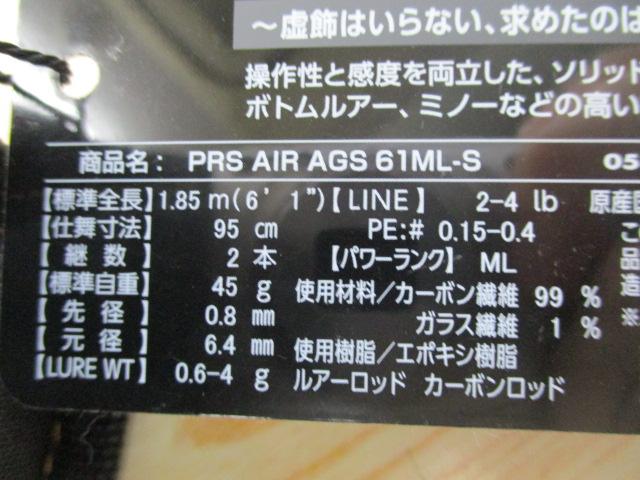 ～虚飾はいらない、求めたのは
操作性と感度を両立した、ソリッド
ボトムルアー、ミノーなどの高い
商品名： PRS AIR AGS 61ML-S 05
【標準全長】1.85 m(6’1”)【LINE】 2-4 lb 原産国
【仕舞寸法】 95 cm PE:# 0.15-0.4
【継数】 2 本 【パワーランク】 ML 品
【標準自重】 45 g 使用材料／カーボン繊維 99 % 造
【先径】 0.8 mm ガラス繊維 1 % ※
【元径】 6.4 mm 使用樹脂／エポキシ樹脂
【LURE WT】 0.6-4 g ルアーロッド カーボンロッド